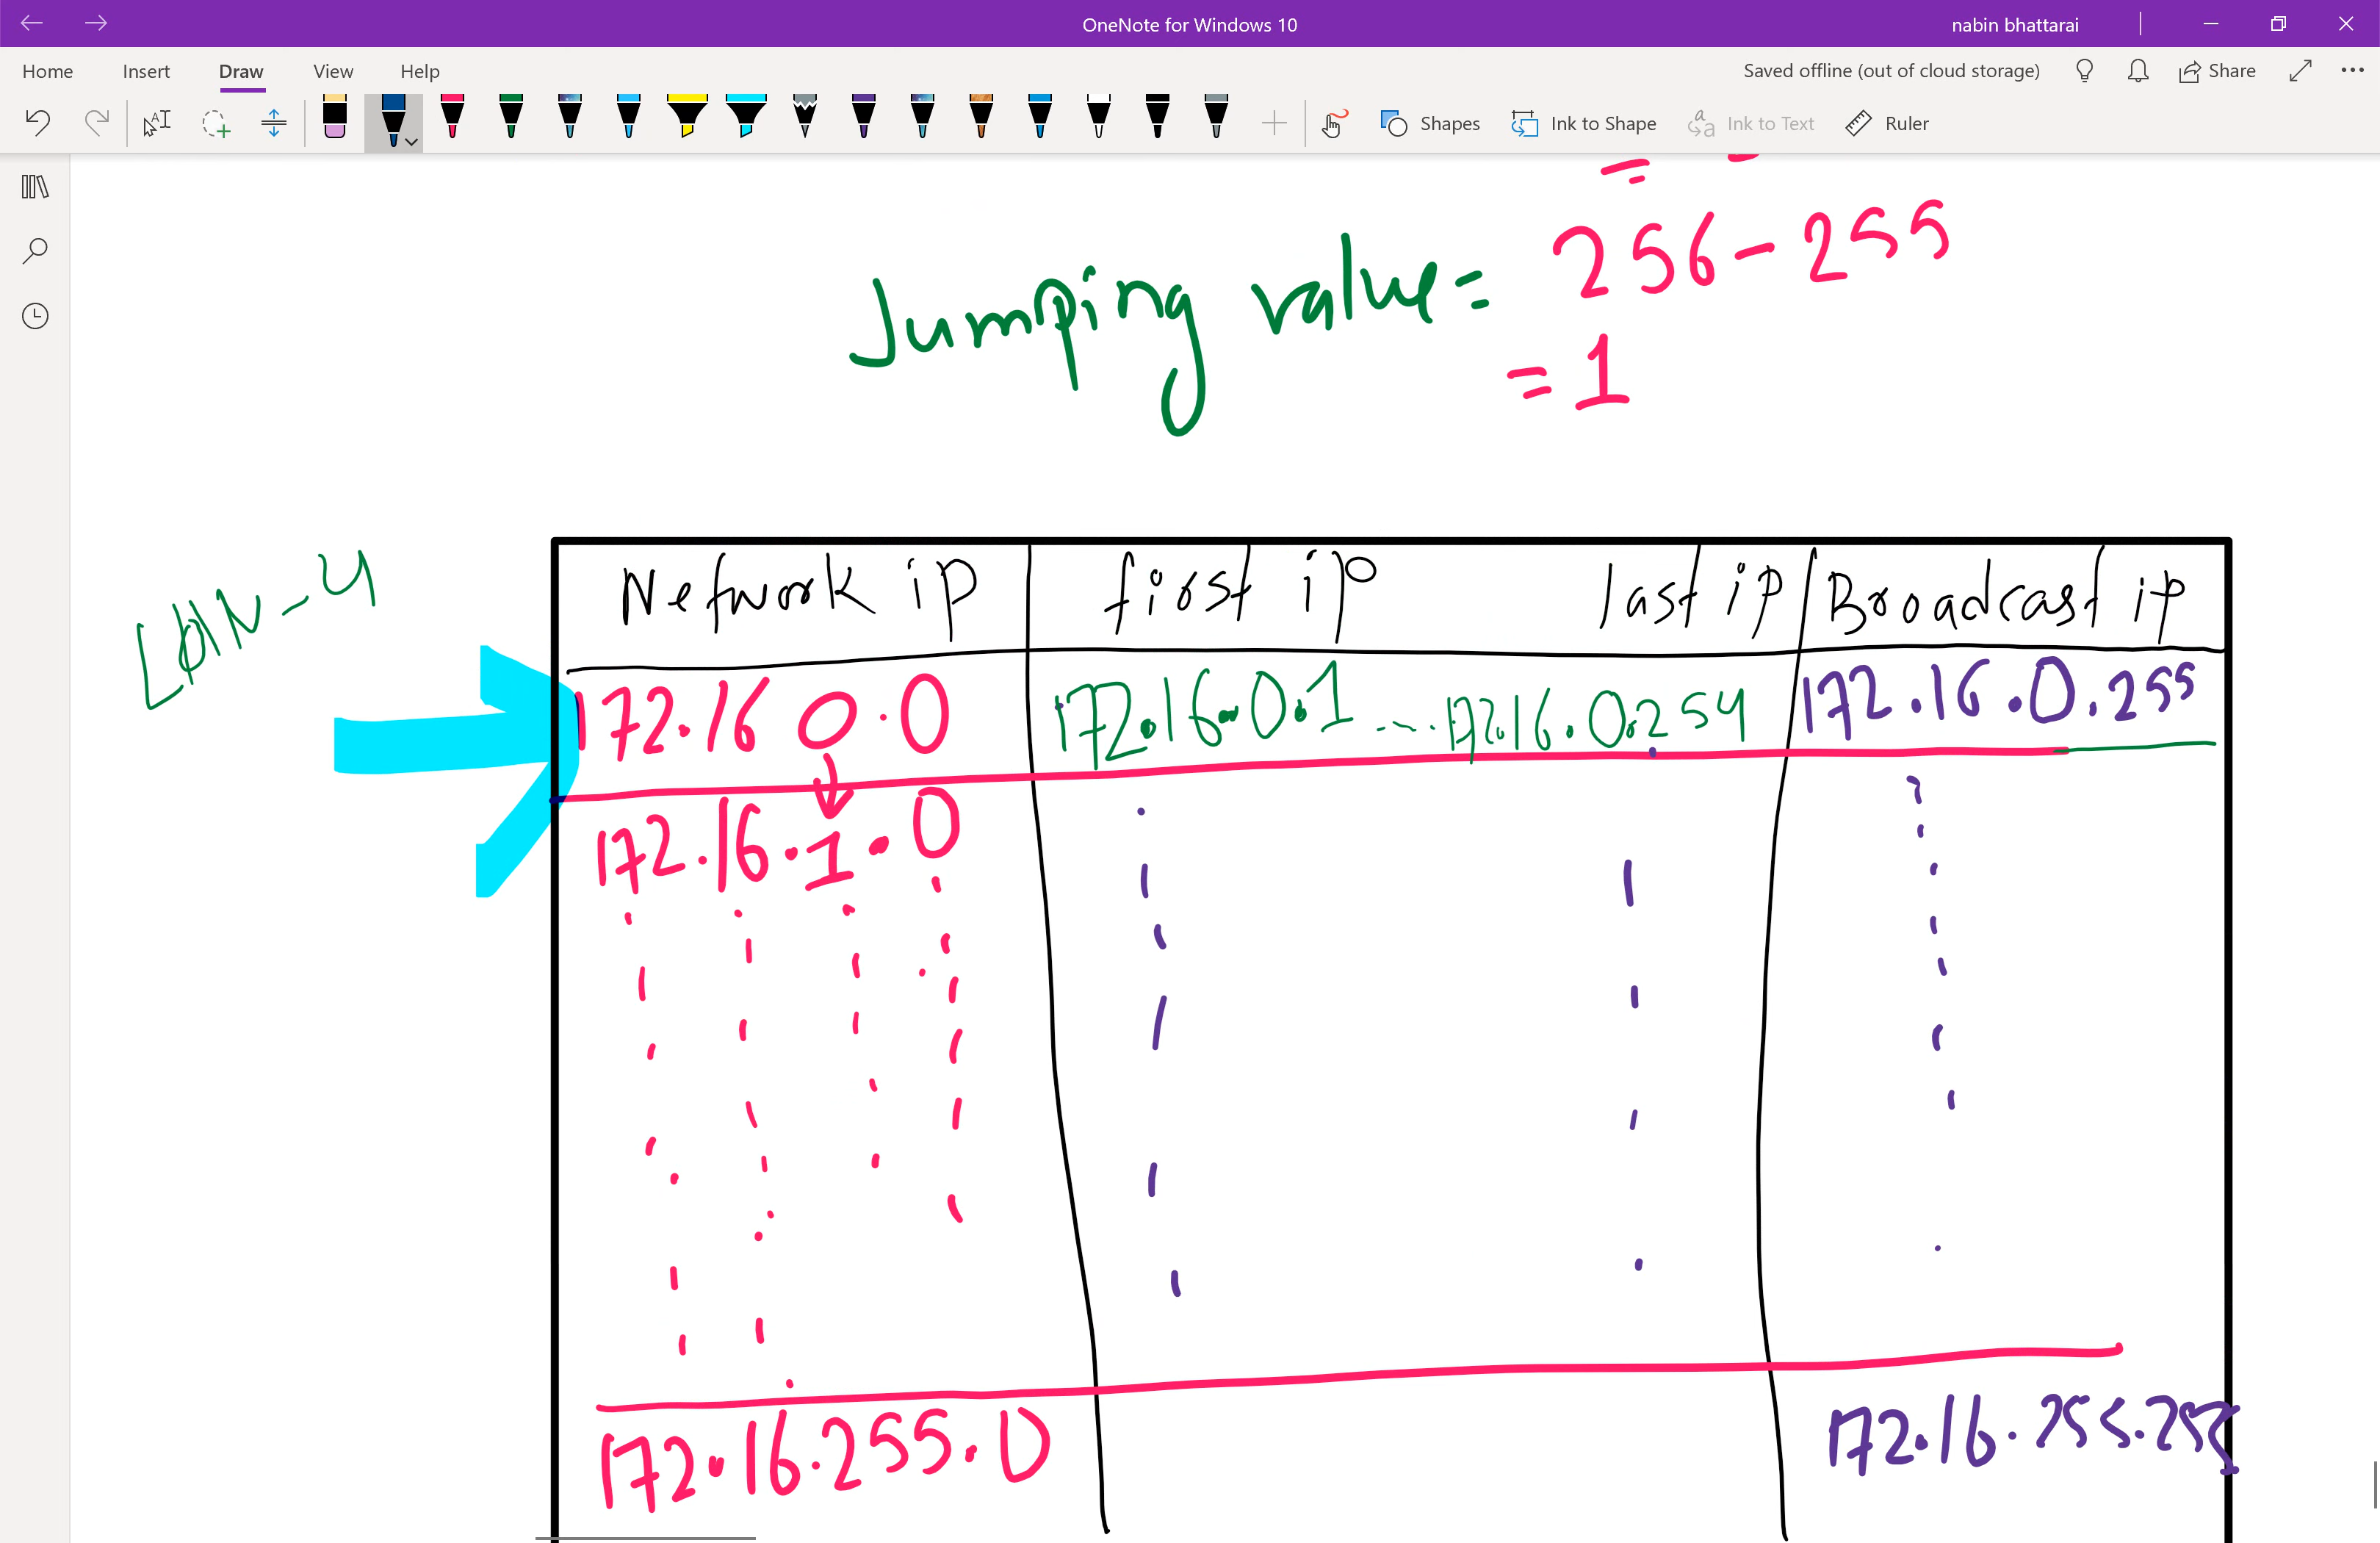 OneNote for Windows 10
nabin bhattarai
Home Insert Draw View Help
Saved offline (out of cloud storage) Share
Shapes Ink to Shape Ink to Text Ruler
Jumping value = 256-255
= 1
LAN-4
Network ip first ip last ip Broadcast ip
172.16 0.0 172.16.0.1 ---. 172.16.0.254 172.16.0.255
172.16.1.0
172.16.255.0 172.16.255.255